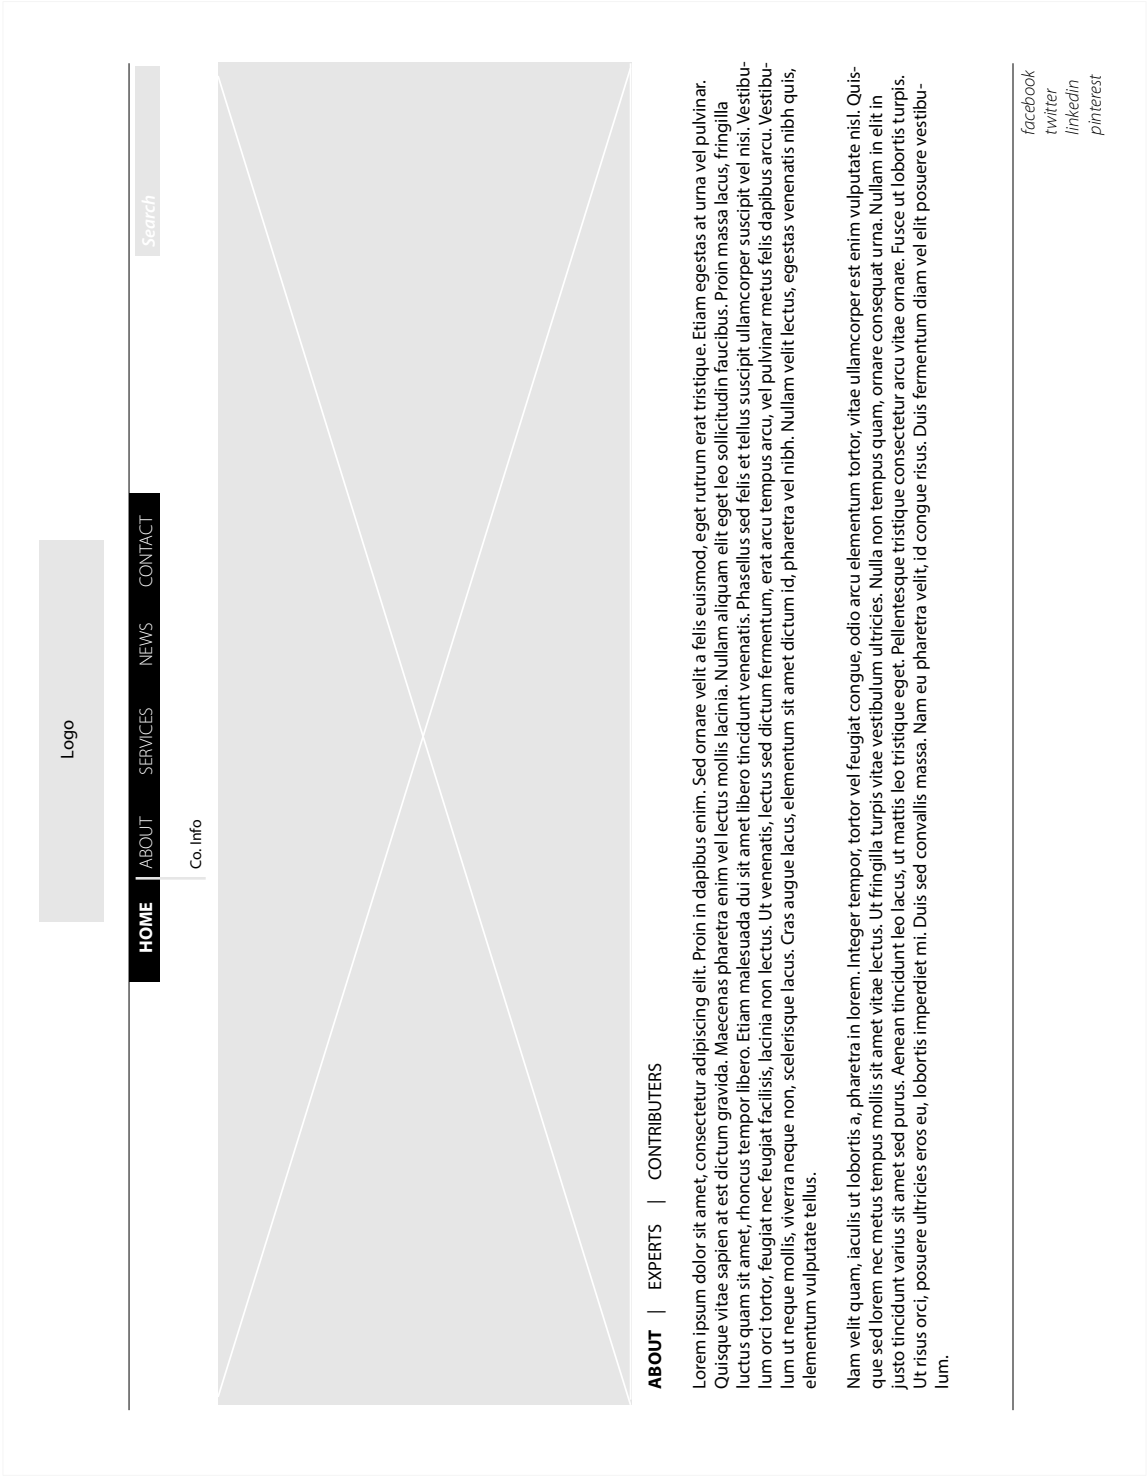 Logo
HOME ABOUT SERVICES NEWS CONTACT Search
Co. Info
ABOUT | EXPERTS | CONTRIBUTERS
Lorem ipsum dolor sit amet, consectetur adipiscing elit. Proin in dapibus enim. Sed ornare velit a felis euismod, eget rutrum erat tristique. Etiam egestas at urna vel pulvinar.
Quisque vitae sapien at est dictum gravida. Maecenas pharetra enim vel lectus mollis lacinia. Nullam aliquam elit eget leo sollicitudin faucibus. Proin massa lacus, fringilla
luctus quam sit amet, rhoncus tempor libero. Etiam malesuada dui sit amet libero tincidunt venenatis. Phasellus sed felis et tellus suscipit ullamcorper suscipit vel nisi. Vestibu-
lum orci tortor, feugiat nec feugiat facilisis, lacinia non lectus. Ut venenatis, lectus sed dictum fermentum, erat arcu tempus arcu, vel pulvinar metus felis dapibus arcu. Vestibu-
lum ut neque mollis, viverra neque non, scelerisque lacus. Cras augue lacus, elementum sit amet dictum id, pharetra vel nibh. Nullam velit lectus, egestas venenatis nibh quis,
elementum vulputate tellus.
Nam velit quam, iaculis ut lobortis a, pharetra in lorem. Integer tempor, tortor vel feugiat congue, odio arcu elementum tortor, vitae ullamcorper est enim vulputate nisl. Quis-
que sed lorem nec metus tempus mollis sit amet vitae lectus. Ut fringilla turpis vitae vestibulum ultricies. Nulla non tempus quam, ornare consequat urna. Nullam in elit in
justo tincidunt varius sit amet sed purus. Aenean tincidunt leo lacus, ut mattis leo tristique eget. Pellentesque tristique consectetur arcu vitae ornare. Fusce ut lobortis turpis.
Ut risus orci, posuere ultricies eros eu, lobortis imperdiet mi. Duis sed convallis massa. Nam eu pharetra velit, id congue risus. Duis fermentum diam vel elit posuere vestibu-
lum.
facebook
twitter
linkedin
pinterest